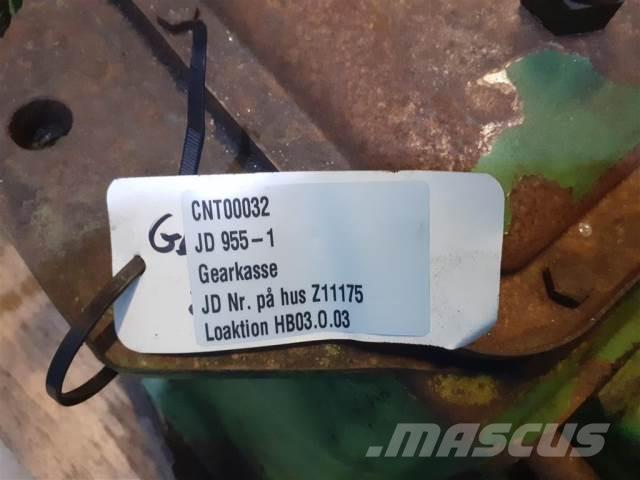 CNT00032
JD 955-1
Gearkasse
JD Nr. på hus Z11175
Loaktion HB03.0.03
MASCUS